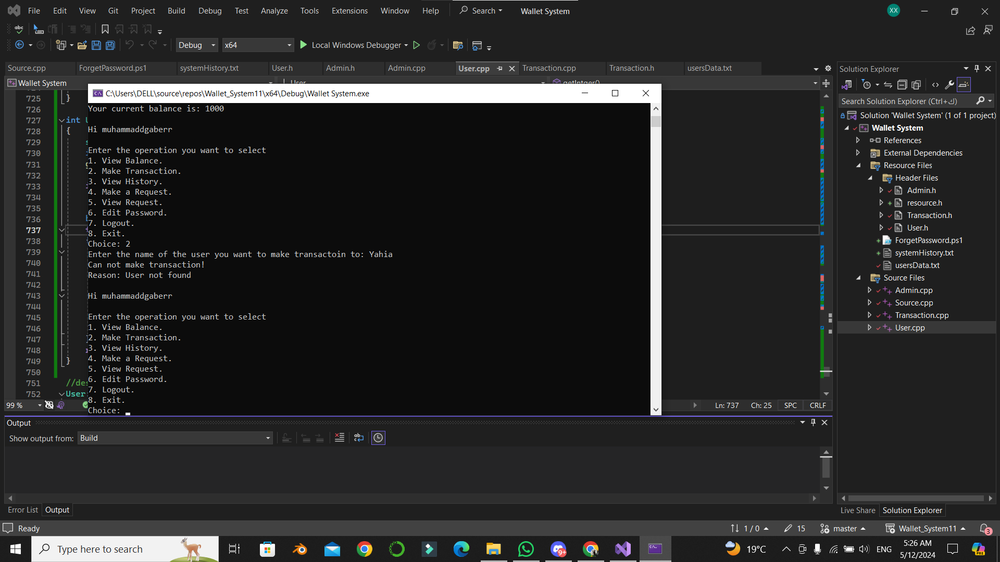 File Edit View Git Project Build Debug Test Analyze Tools Extensions Window Help Search Wallet System XX
abc
Debug x64 Local Windows Debugger
Source.cpp ForgetPassword.ps1 systemHistory.txt User.h Admin.h Admin.cpp User.cpp Transaction.cpp Transaction.h usersData.txt
Wallet System User getIntger()
C:\Users\DELL\source\repos\Wallet_System11\x64\Debug\Wallet System.exe
Your current balance is: 1000
Hi muhammaddgaberr
Enter the operation you want to select
1. View Balance.
2. Make Transaction.
3. View History.
4. Make a Request.
5. View Request.
6. Edit Password.
7. Logout.
8. Exit.
Choice: 2
Enter the name of the user you want to make transactoin to: Yahia
Can not make transaction!
Reason: User not found
Hi muhammaddgaberr
Enter the operation you want to select
1. View Balance.
2. Make Transaction.
3. View History.
4. Make a Request.
5. View Request.
6. Edit Password.
7. Logout.
8. Exit.
Choice:
725 }
726
727 int
728 {
729
730
731
732
733
734
735
736
737
738
739
740
741
742
743
744
745
746
747
748
749 }
750
751 //des
752 User
99 % Ln: 737 Ch: 25 SPC CRLF
Output
Show output from: Build
Error List Output
Solution Explorer
Search Solution Explorer (Ctrl+ك)
Solution 'Wallet System' (1 of 1 project)
Wallet System
References
External Dependencies
Resource Files
Header Files
Admin.h
resource.h
Transaction.h
User.h
ForgetPassword.ps1
systemHistory.txt
usersData.txt
Source Files
Admin.cpp
Source.cpp
Transaction.cpp
User.cpp
Live Share Solution Explorer
Ready 1 / 0 15 master Wallet_System11 3
Type here to search 9+ 19°C ENG 5:26 AM
5/12/2024 PRE